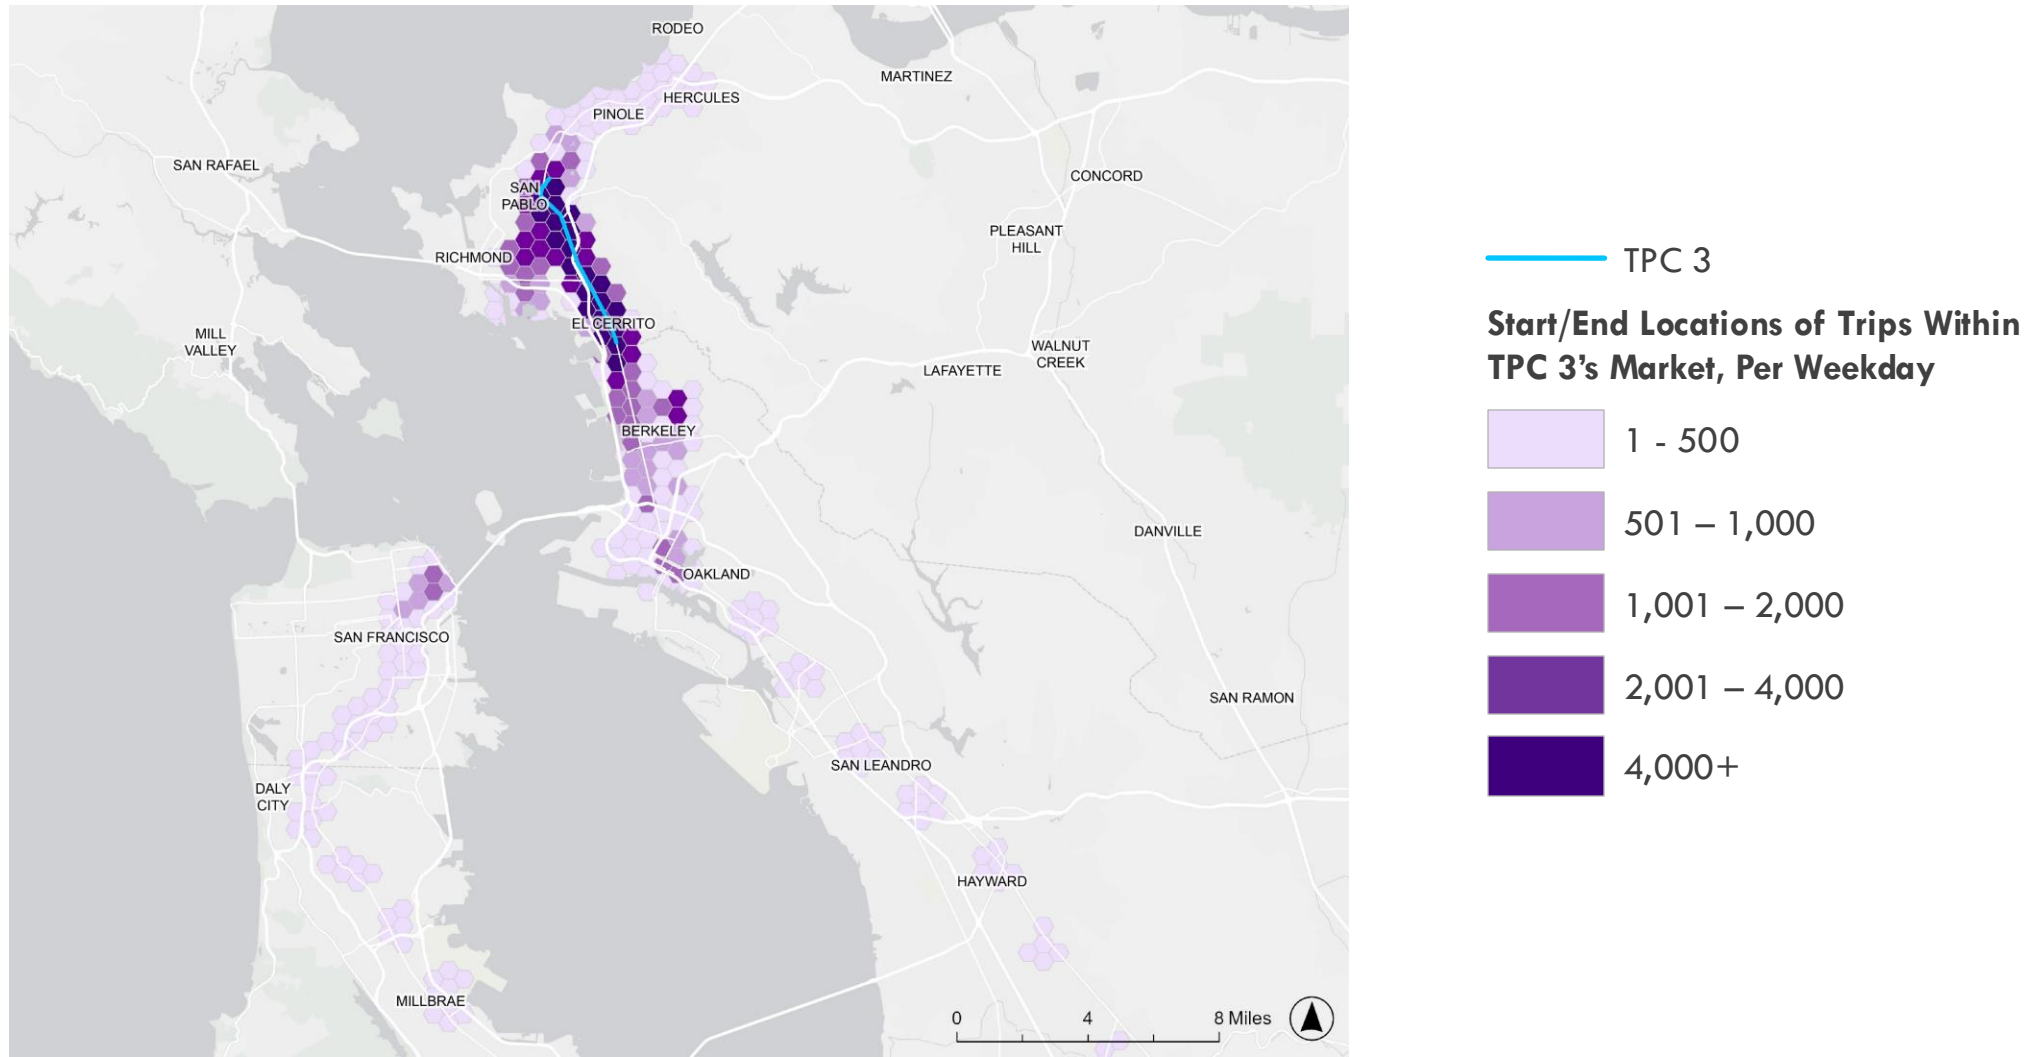 RODEO
MARTINEZ
HERCULES
PINOLE
SAN RAFAEL
CONCORD
SAN
PABLO
PLEASANT
HILL
RICHMOND
EL CERRITO
MILL
VALLEY
WALNUT
CREEK
LAFAYETTE
BERKELEY
DANVILLE
OAKLAND
SAN FRANCISCO
SAN RAMON
SAN LEANDRO
DALY
CITY
HAYWARD
MILLBRAE
0 4 8 Miles
TPC 3
Start/End Locations of Trips Within
TPC 3’s Market, Per Weekday
1 - 500
501 – 1,000
1,001 – 2,000
2,001 – 4,000
4,000+